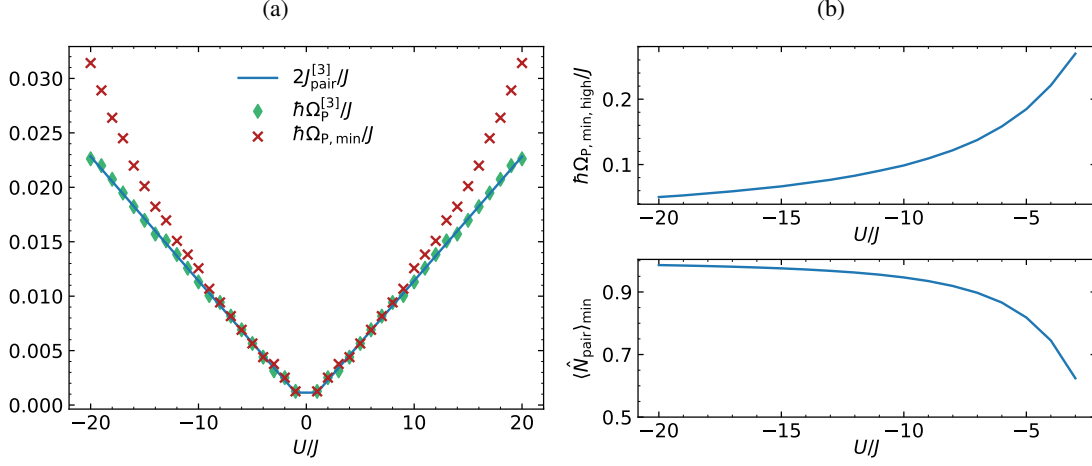 (a)
0.030
0.025
0.020
0.015
0.010
0.005
0.000
2J[3]pair/J
ħΩ[3]P/J
ħΩP, min/J
−20 −10 0 10 20
U/J
(b)
ħΩP, min, high/J
0.2
0.1
−20 −15 −10 −5
U/J
⟨N̂pair⟩min
0.9
0.7
0.5
−20 −15 −10 −5
U/J